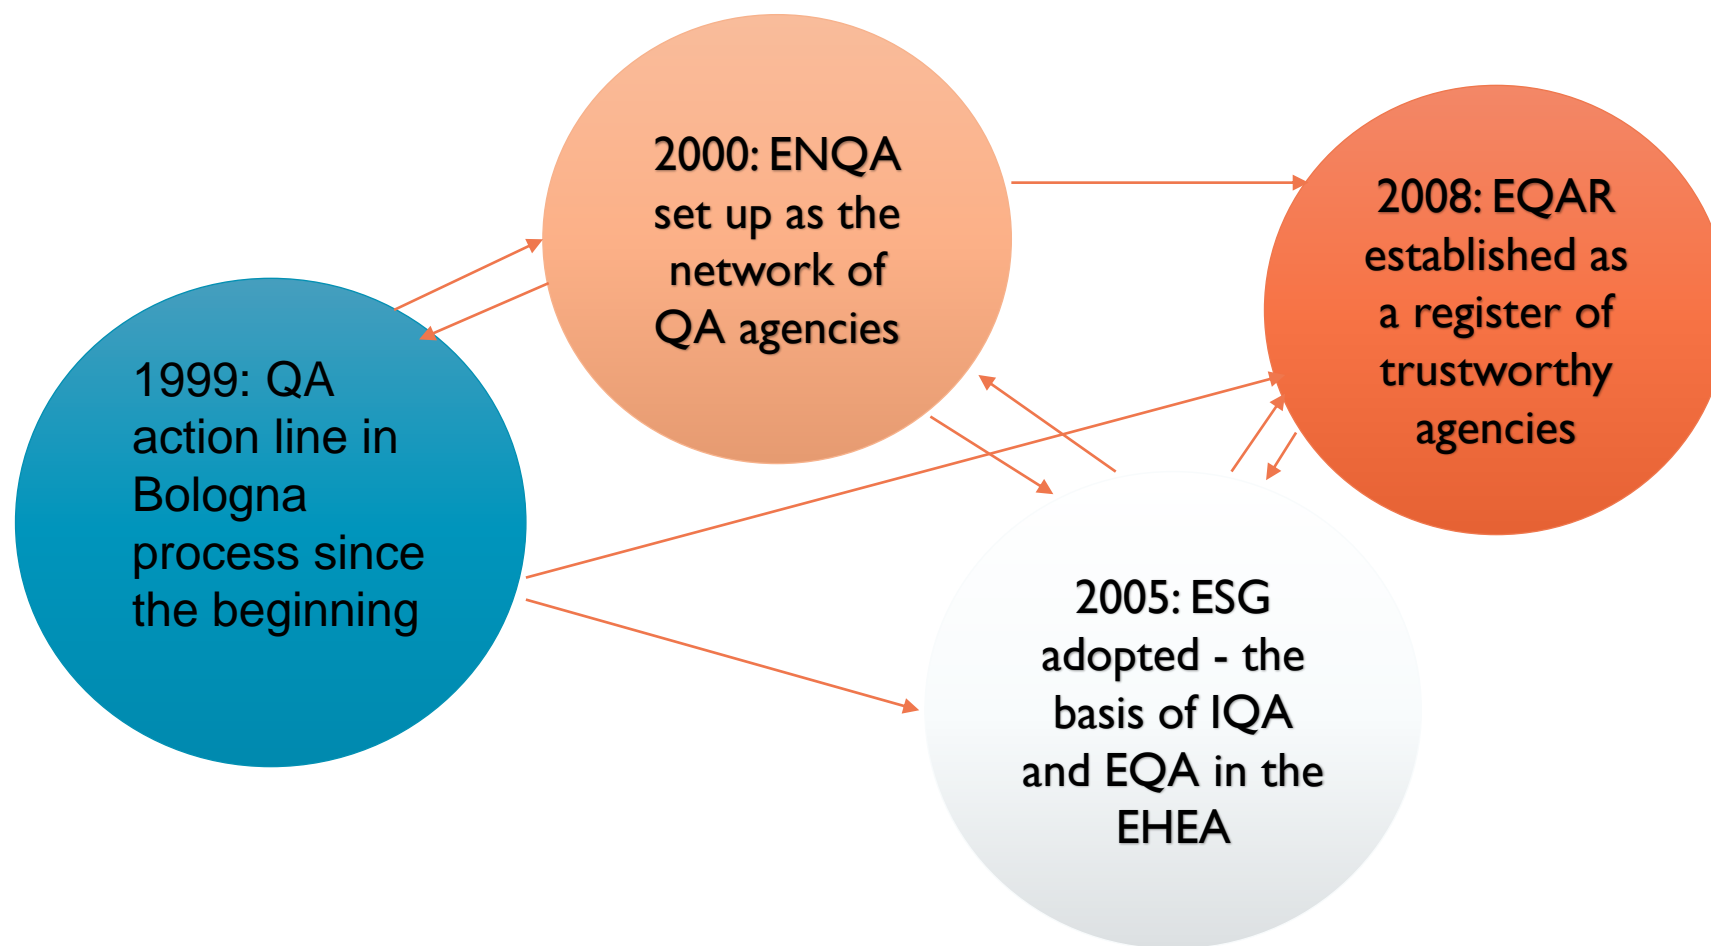 1999: QA
action line in
Bologna
process since
the beginning
2000: ENQA
set up as the
network of
QA agencies
2005: ESG
adopted - the
basis of IQA
and EQA in the
EHEA
2008: EQAR
established as
a register of
trustworthy
agencies